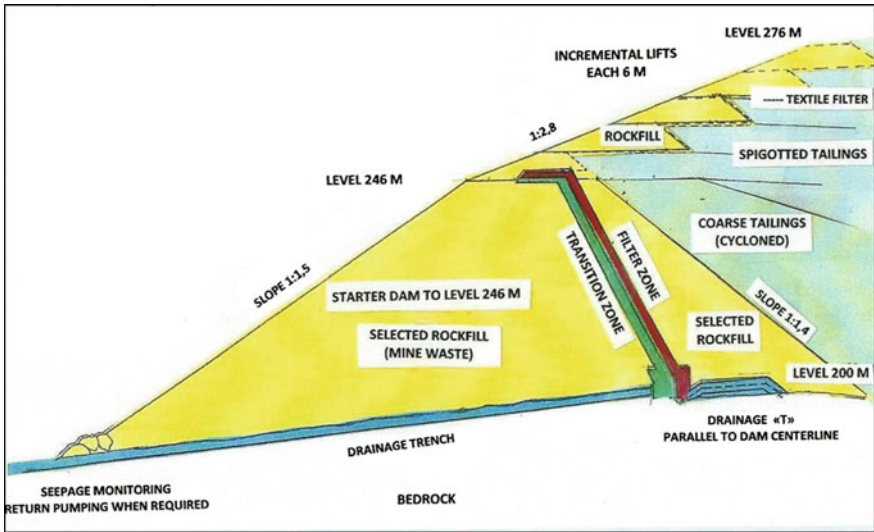 LEVEL 276 M
INCREMENTAL LIFTS
EACH 6 M
---- TEXTILE FILTER
1:2,8
ROCKFILL
SPIGOTTED TAILINGS
LEVEL 246 M
COARSE TAILINGS
(CYCLONED)
FILTER ZONE
TRANSITION ZONE
SLOPE 1:1,5
STARTER DAM TO LEVEL 246 M
SLOPE 1:1,4
SELECTED ROCKFILL
(MINE WASTE)
SELECTED
ROCKFILL
LEVEL 200 M
DRAINAGE «T»
PARALLEL TO DAM CENTERLINE
DRAINAGE TRENCH
SEEPAGE MONITORING
RETURN PUMPING WHEN REQUIRED
BEDROCK